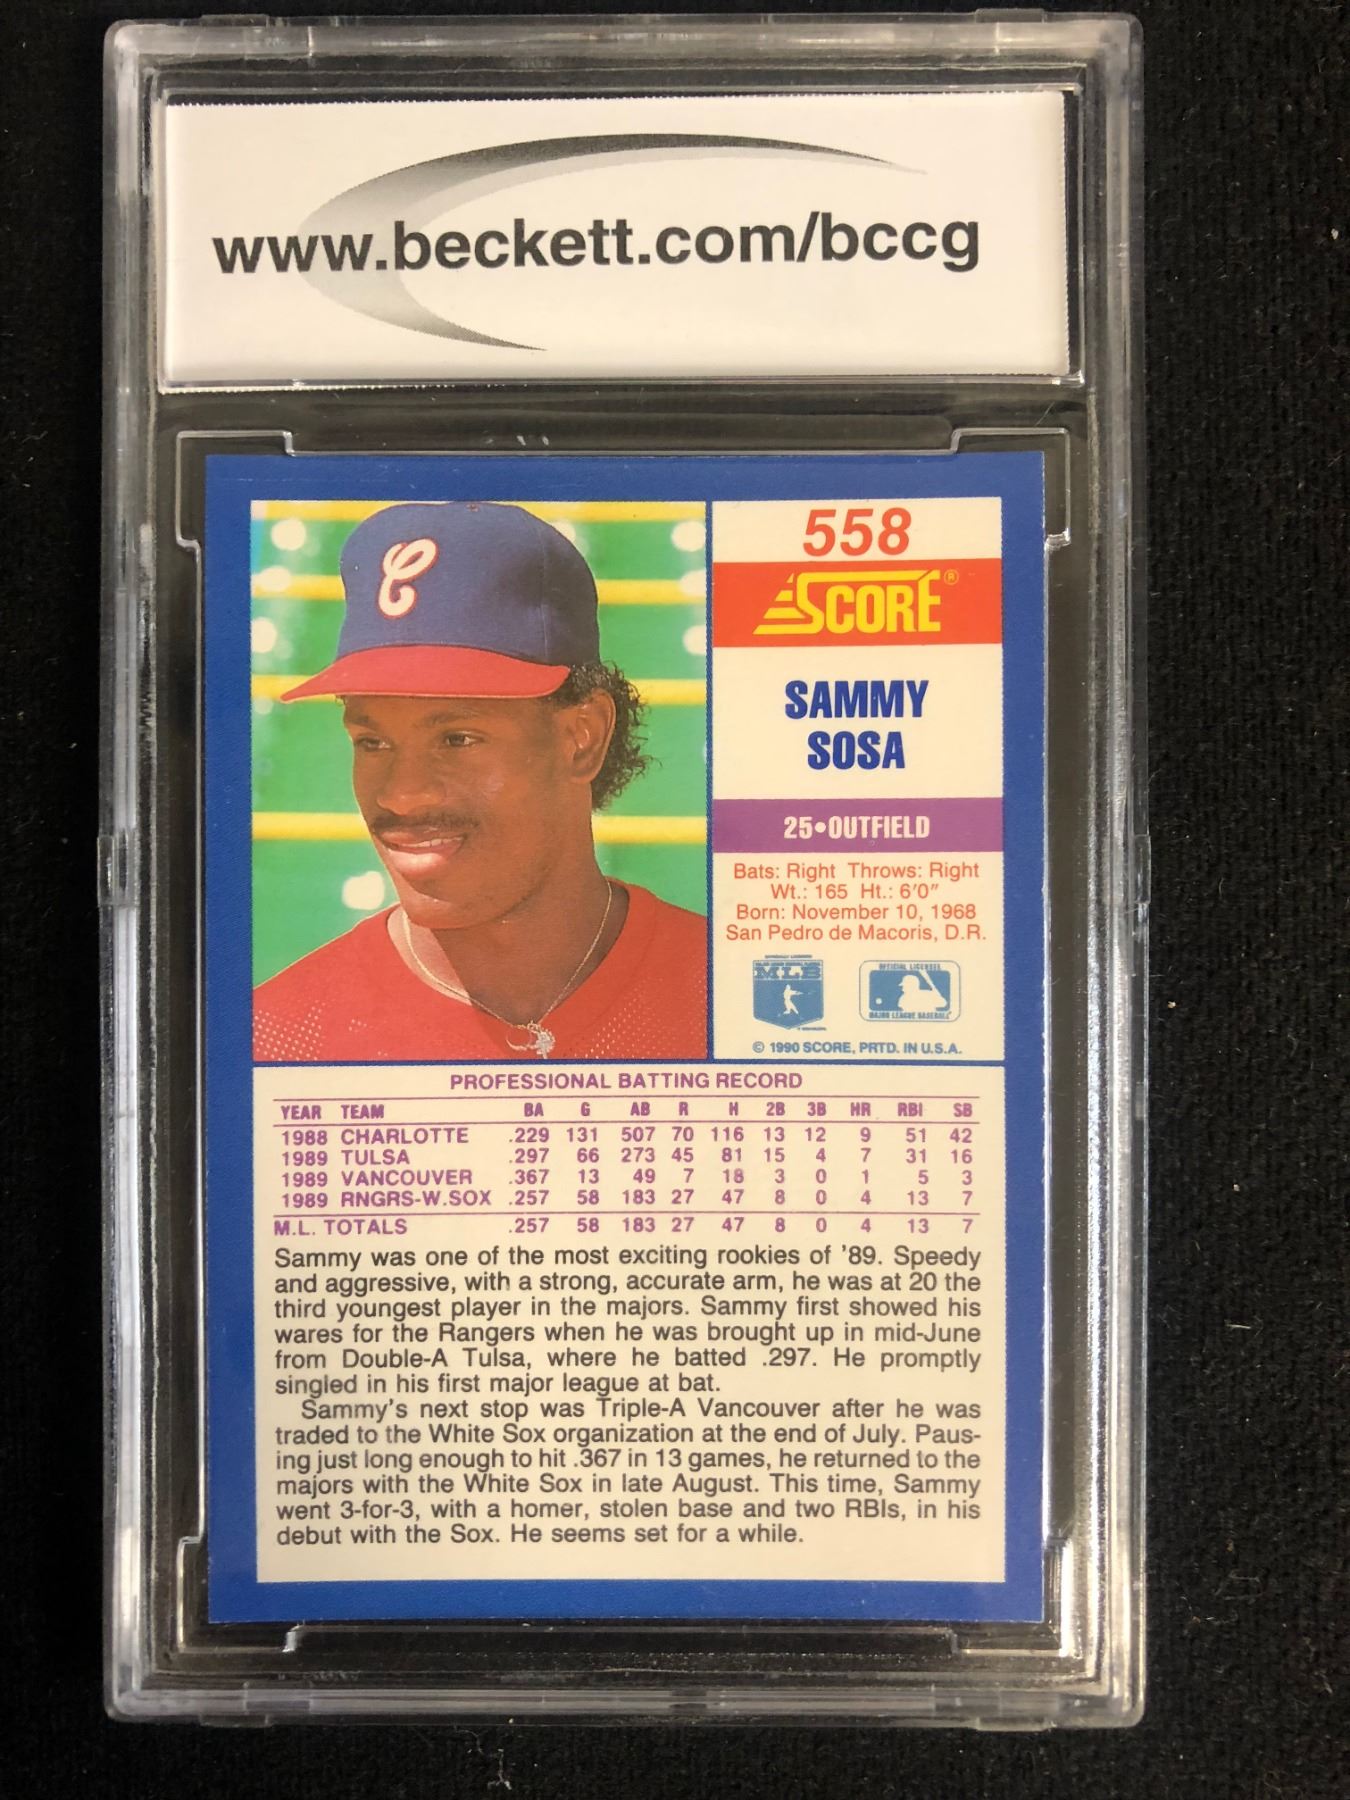 www.beckett.com/bccg
C
558
SCORE®
SAMMY
SOSA
25•OUTFIELD
Bats: Right Throws: Right
Wt.: 165 Ht.: 6'0"
Born: November 10, 1968
San Pedro de Macoris, D.R.
MLB
OFFICIAL LICENSEE
MAJOR LEAGUE BASEBALL
© 1990 SCORE, PRTD. IN U.S.A.
PROFESSIONAL BATTING RECORD
YEAR TEAM BA G AB R H 2B 3B HR RBI SB
1988 CHARLOTTE .229 131 507 70 116 13 12 9 51 42
1989 TULSA .297 66 273 45 81 15 4 7 31 16
1989 VANCOUVER .367 13 49 7 18 3 0 1 5 3
1989 RNGRS-W.SOX .257 58 183 27 47 8 0 4 13 7
M.L. TOTALS .257 58 183 27 47 8 0 4 13 7
Sammy was one of the most exciting rookies of '89. Speedy
and aggressive, with a strong, accurate arm, he was at 20 the
third youngest player in the majors. Sammy first showed his
wares for the Rangers when he was brought up in mid-June
from Double-A Tulsa, where he batted .297. He promptly
singled in his first major league at bat.
Sammy's next stop was Triple-A Vancouver after he was
traded to the White Sox organization at the end of July. Paus-
ing just long enough to hit .367 in 13 games, he returned to the
majors with the White Sox in late August. This time, Sammy
went 3-for-3, with a homer, stolen base and two RBIs, in his
debut with the Sox. He seems set for a while.